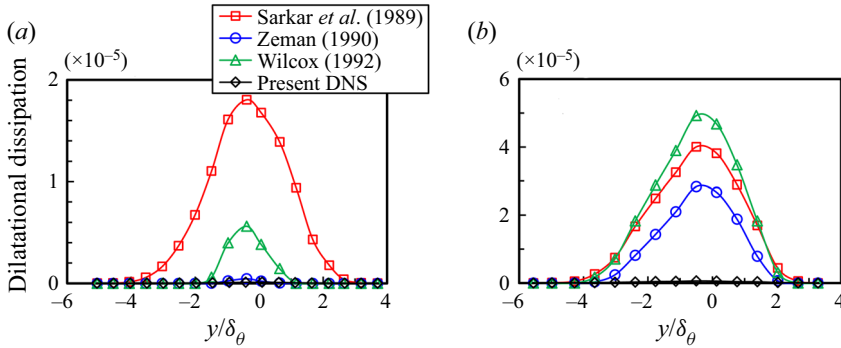 Sarkar et al. (1989)
Zeman (1990)
Wilcox (1992)
Present DNS
(a)
(×10–5)
Dilatational dissipation
2
1
0
–6
–4
–2
0
2
4
y/δθ
(b)
(×10–5)
6
4
2
0
–6
–4
–2
0
2
4
y/δθ